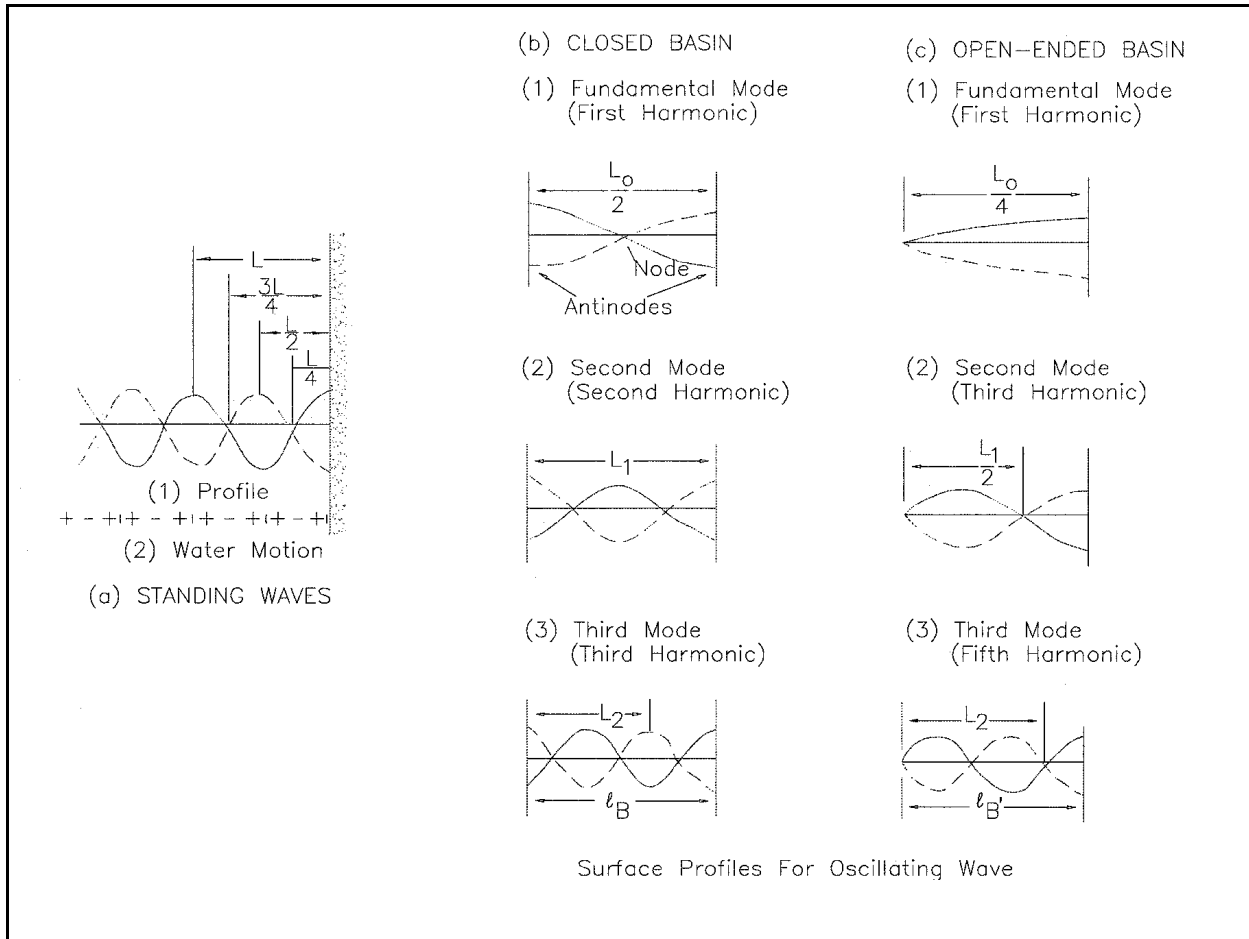 L
3L
4
L
2
L
4
(1) Profile
+ - +|+ - +|+ - +|+ - +
(2) Water Motion
(a) STANDING WAVES
(b) CLOSED BASIN
(1) Fundamental Mode
(First Harmonic)
Lo
2
Node
Antinodes
(2) Second Mode
(Second Harmonic)
L1
(3) Third Mode
(Third Harmonic)
L2
ℓB
(c) OPEN-ENDED BASIN
(1) Fundamental Mode
(First Harmonic)
Lo
4
(2) Second Mode
(Third Harmonic)
L1
2
(3) Third Mode
(Fifth Harmonic)
L2
ℓB'
Surface Profiles For Oscillating Wave